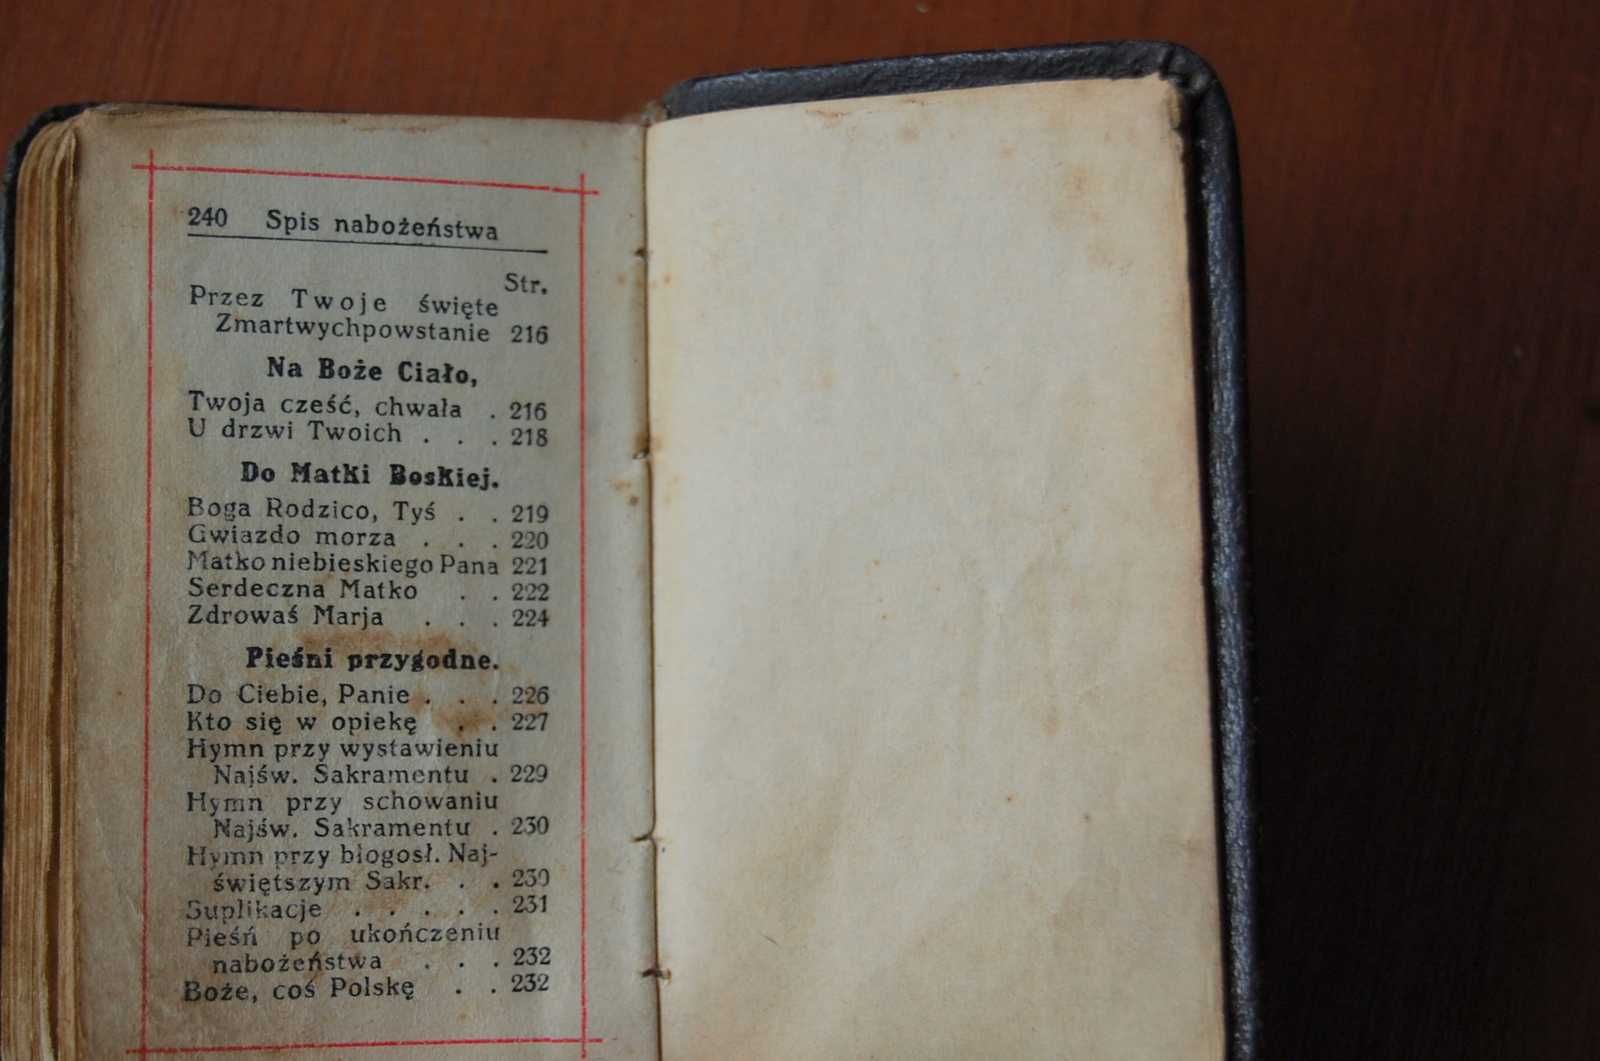 240 Spis nabożeństwa
Str.
Przez Twoje święte
Zmartwychpowstanie 216
Na Boże Ciało,
Twoja cześć, chwała . 216
U drzwi Twoich . . . 218
Do Matki Boskiej.
Boga Rodzico, Tyś . . 219
Gwiazdo morza . . . 220
Matko niebieskiego Pana 221
Serdeczna Matko . . 222
Zdrowaś Marja . . . 224
Pieśni przygodne.
Do Ciebie, Panie . . . 226
Kto się w opiekę . . 227
Hymn przy wystawieniu
Najśw. Sakramentu . 229
Hymn przy schowaniu
Najśw. Sakramentu . 230
Hymn przy błogosł. Naj-
świętszym Sakr. . . 230
Suplikacje . . . . . 231
Pieśń po ukończeniu
nabożeństwa . . . 232
Boże, coś Polskę . . 232